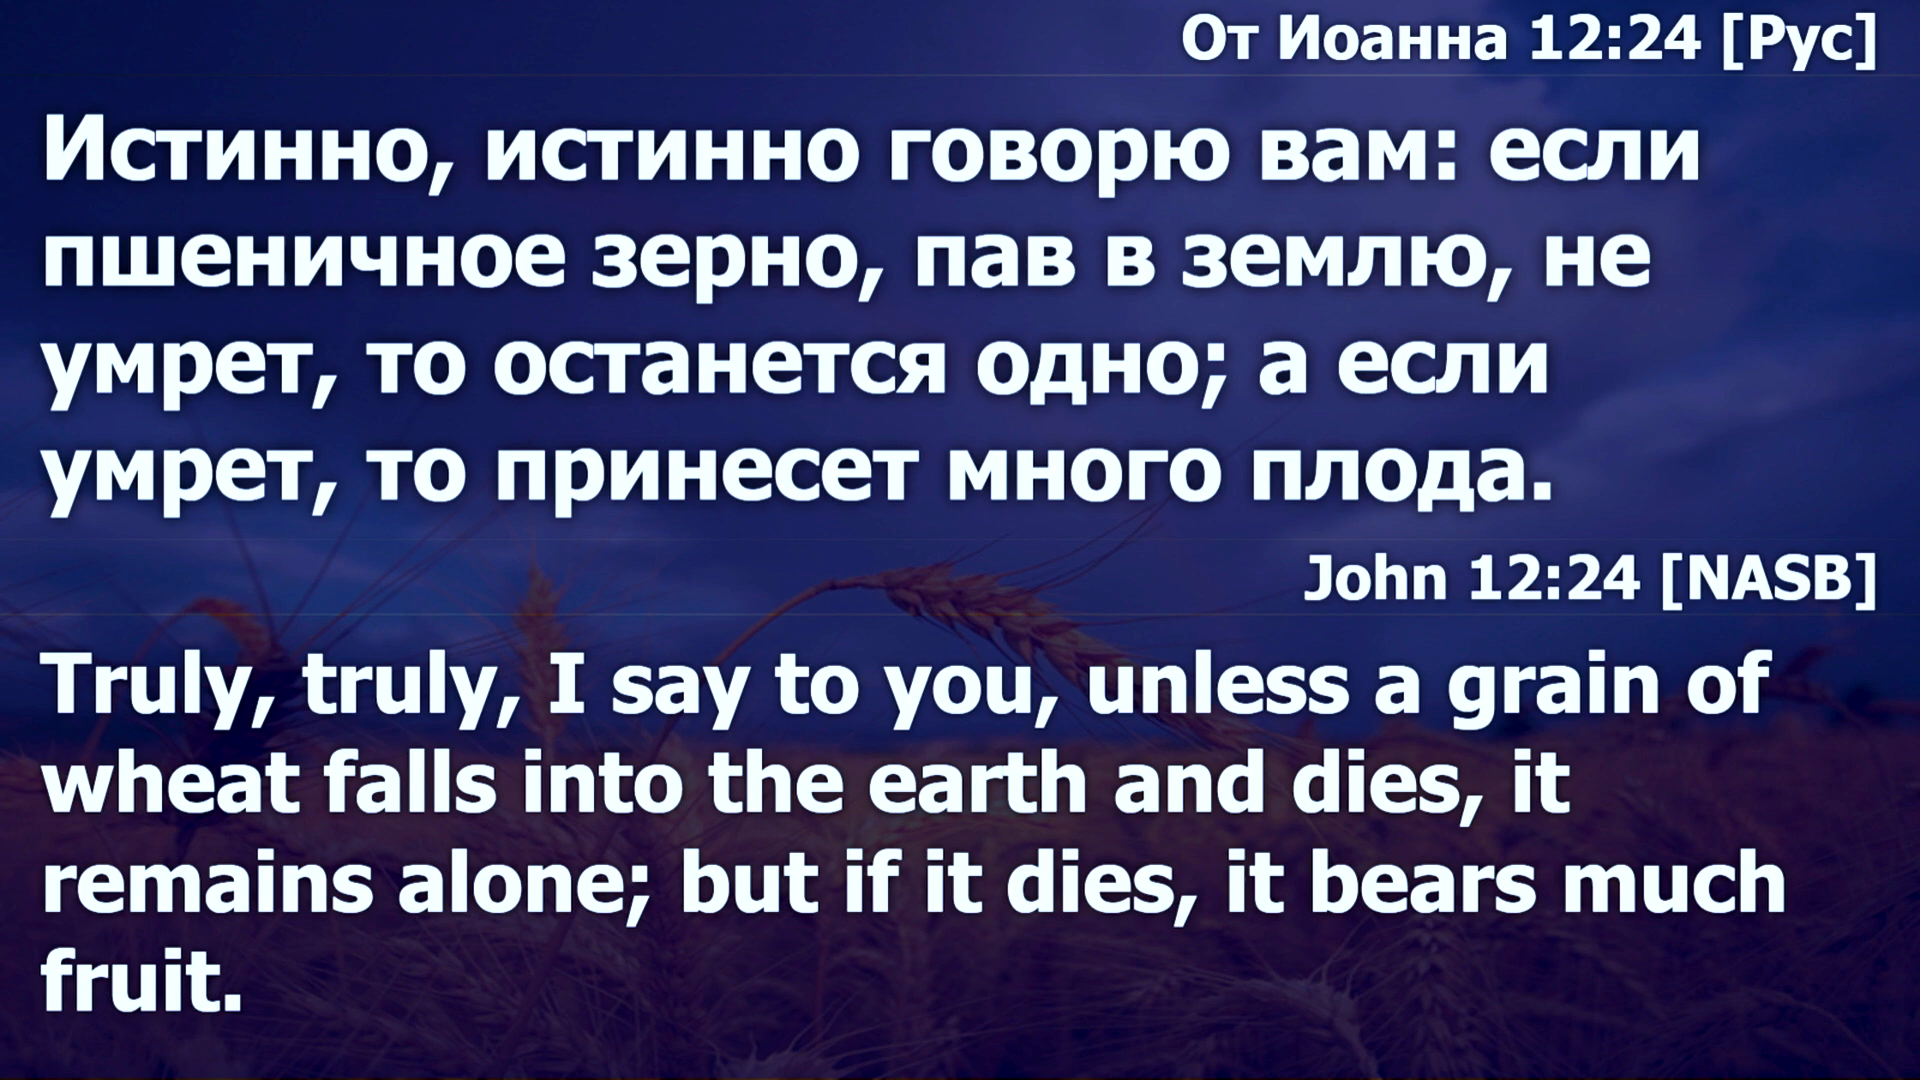 От Иоанна 12:24 [Рус]
Истинно, истинно говорю вам: если
пшеничное зерно, пав в землю, не
умрет, то останется одно; а если
умрет, то принесет много плода.
John 12:24 [NASB]
Truly, truly, I say to you, unless a grain of
wheat falls into the earth and dies, it
remains alone; but if it dies, it bears much
fruit.